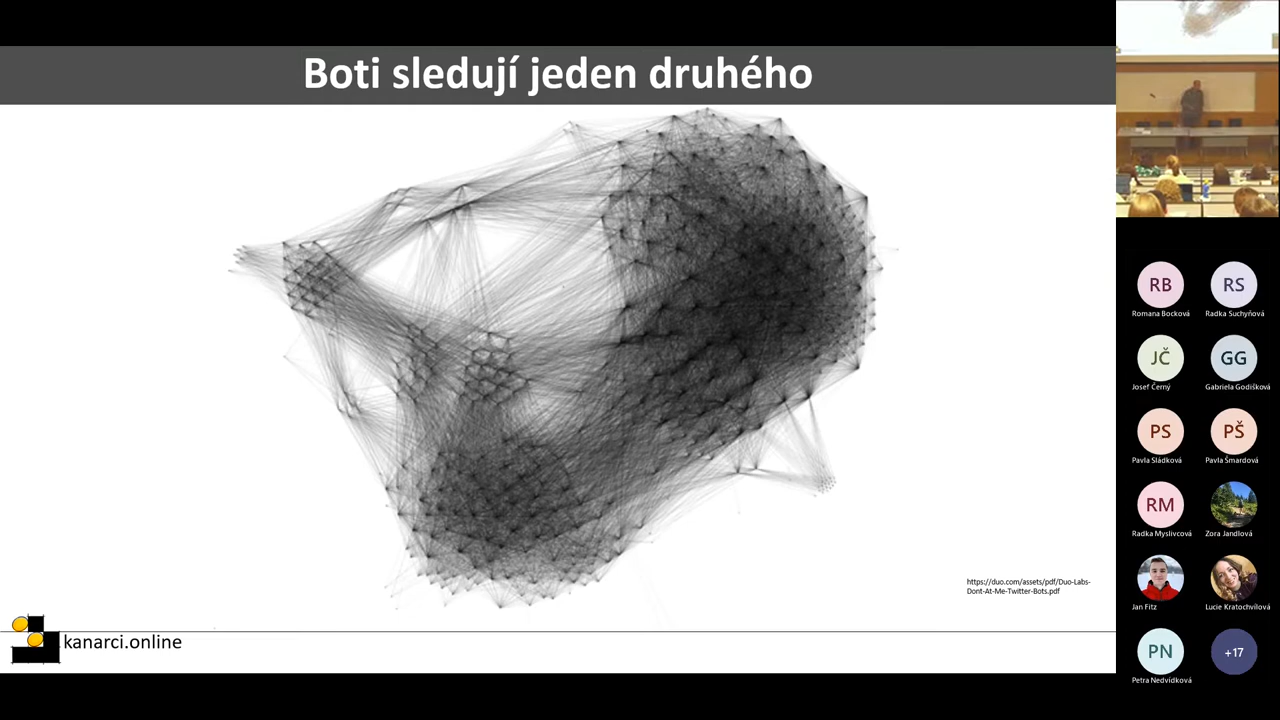 Boti sledují jeden druhého
https://duo.com/assets/pdf/Duo-Labs-
Dont-At-Me-Twitter-Bots.pdf
kanarci.online
RB
RS
Romana Bocková
Radka Suchyňová
JČ
GG
Josef Černý
Gabriela Godišková
PS
PŠ
Pavla Sládková
Pavla Šmardová
RM
Radka Myslivcová
Zora Jandlová
Jan Fitz
Lucie Kratochvílová
PN
+17
Petra Nedvídková